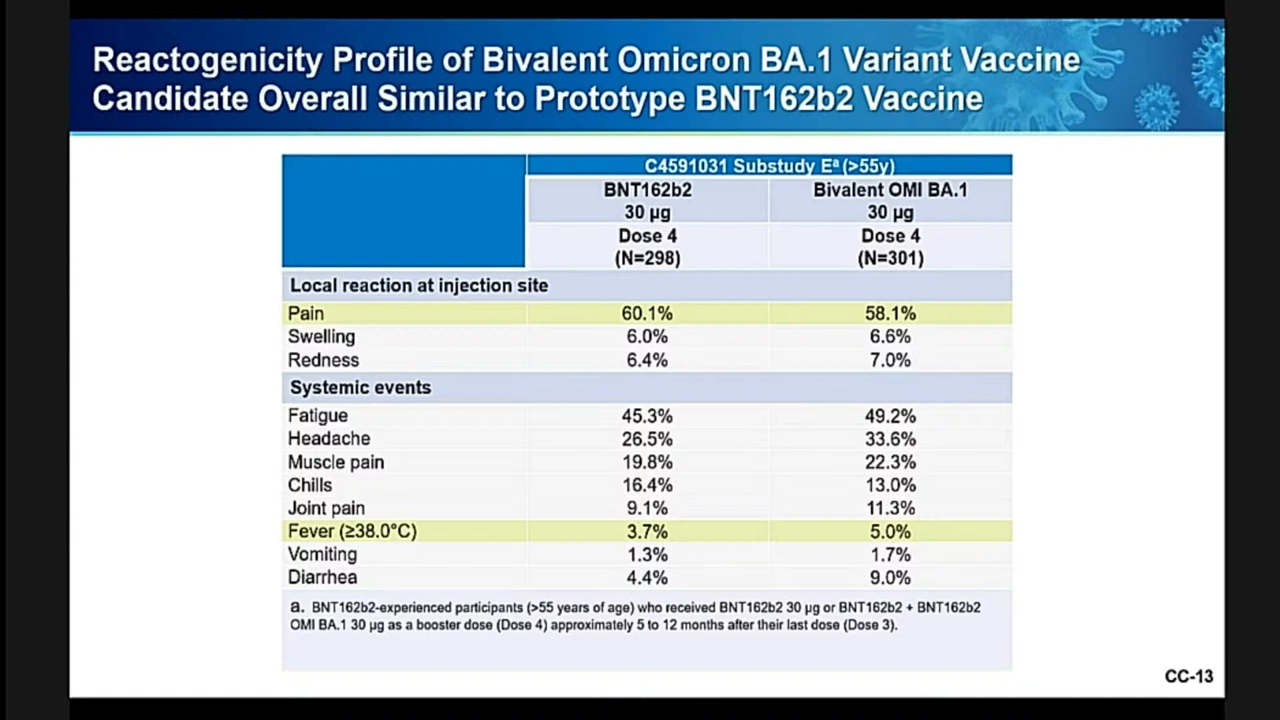 Reactogenicity Profile of Bivalent Omicron BA.1 Variant Vaccine
Candidate Overall Similar to Prototype BNT162b2 Vaccine
C4591031 Substudy Eª (>55y)
BNT162b2 Bivalent OMI BA.1
30 µg 30 µg
Dose 4 Dose 4
(N=298) (N=301)
Local reaction at injection site
Pain 60.1% 58.1%
Swelling 6.0% 6.6%
Redness 6.4% 7.0%
Systemic events
Fatigue 45.3% 49.2%
Headache 26.5% 33.6%
Muscle pain 19.8% 22.3%
Chills 16.4% 13.0%
Joint pain 9.1% 11.3%
Fever (≥38.0°C) 3.7% 5.0%
Vomiting 1.3% 1.7%
Diarrhea 4.4% 9.0%
a. BNT162b2-experienced participants (>55 years of age) who received BNT162b2 30 µg or BNT162b2 + BNT162b2
OMI BA.1 30 µg as a booster dose (Dose 4) approximately 5 to 12 months after their last dose (Dose 3).
CC-13